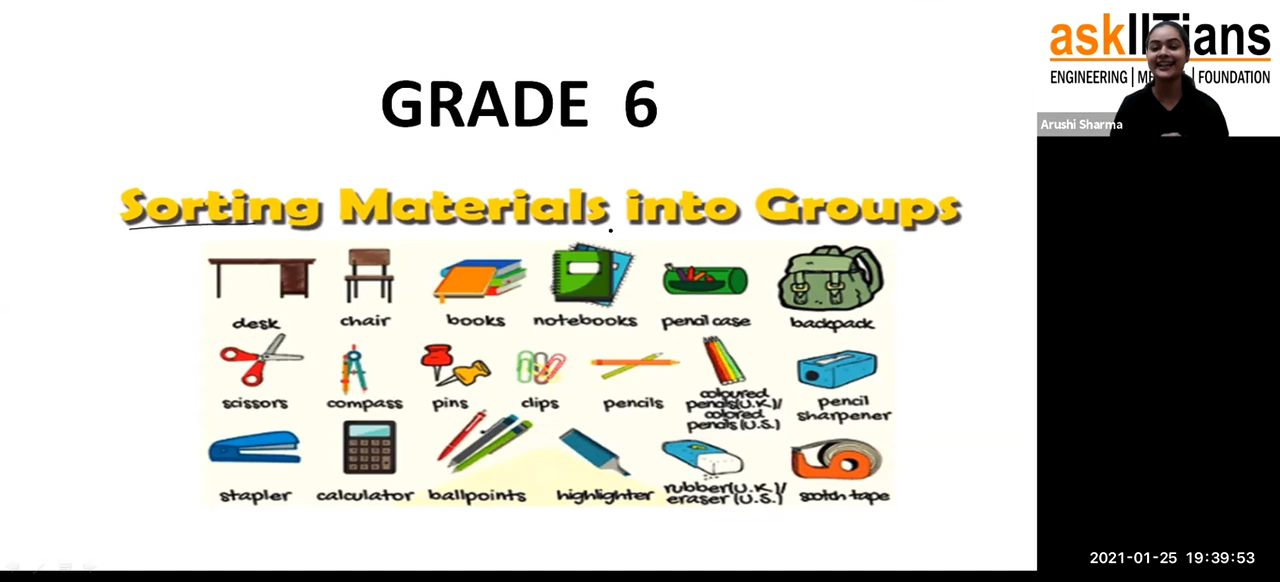 GRADE 6
askIITians
ENGINEERING | ME | FOUNDATION
Arushi Sharma
Sorting Materials into Groups
desk chair books notebooks pencil case backpack
scissors compass pins clips pencils coloured pencils(U.K.)/ colored pencils (U.S.) pencil sharpener
stapler calculator ballpoints highlighter rubber(U.K.)/ eraser (U.S.) scotch tape
2021-01-25 19:39:53